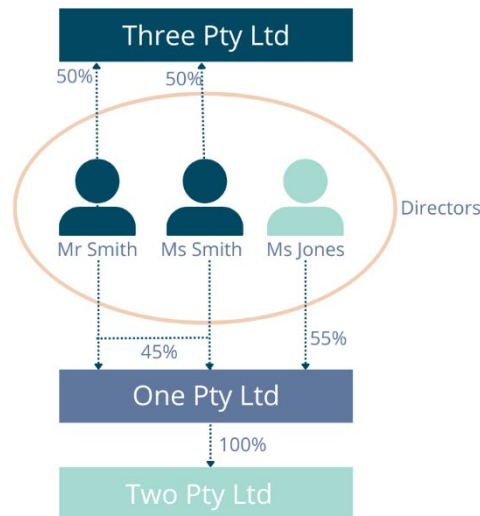 Three Pty Ltd
50%
50%
Directors
Mr Smith
Ms Smith
Ms Jones
45%
55%
One Pty Ltd
100%
Two Pty Ltd